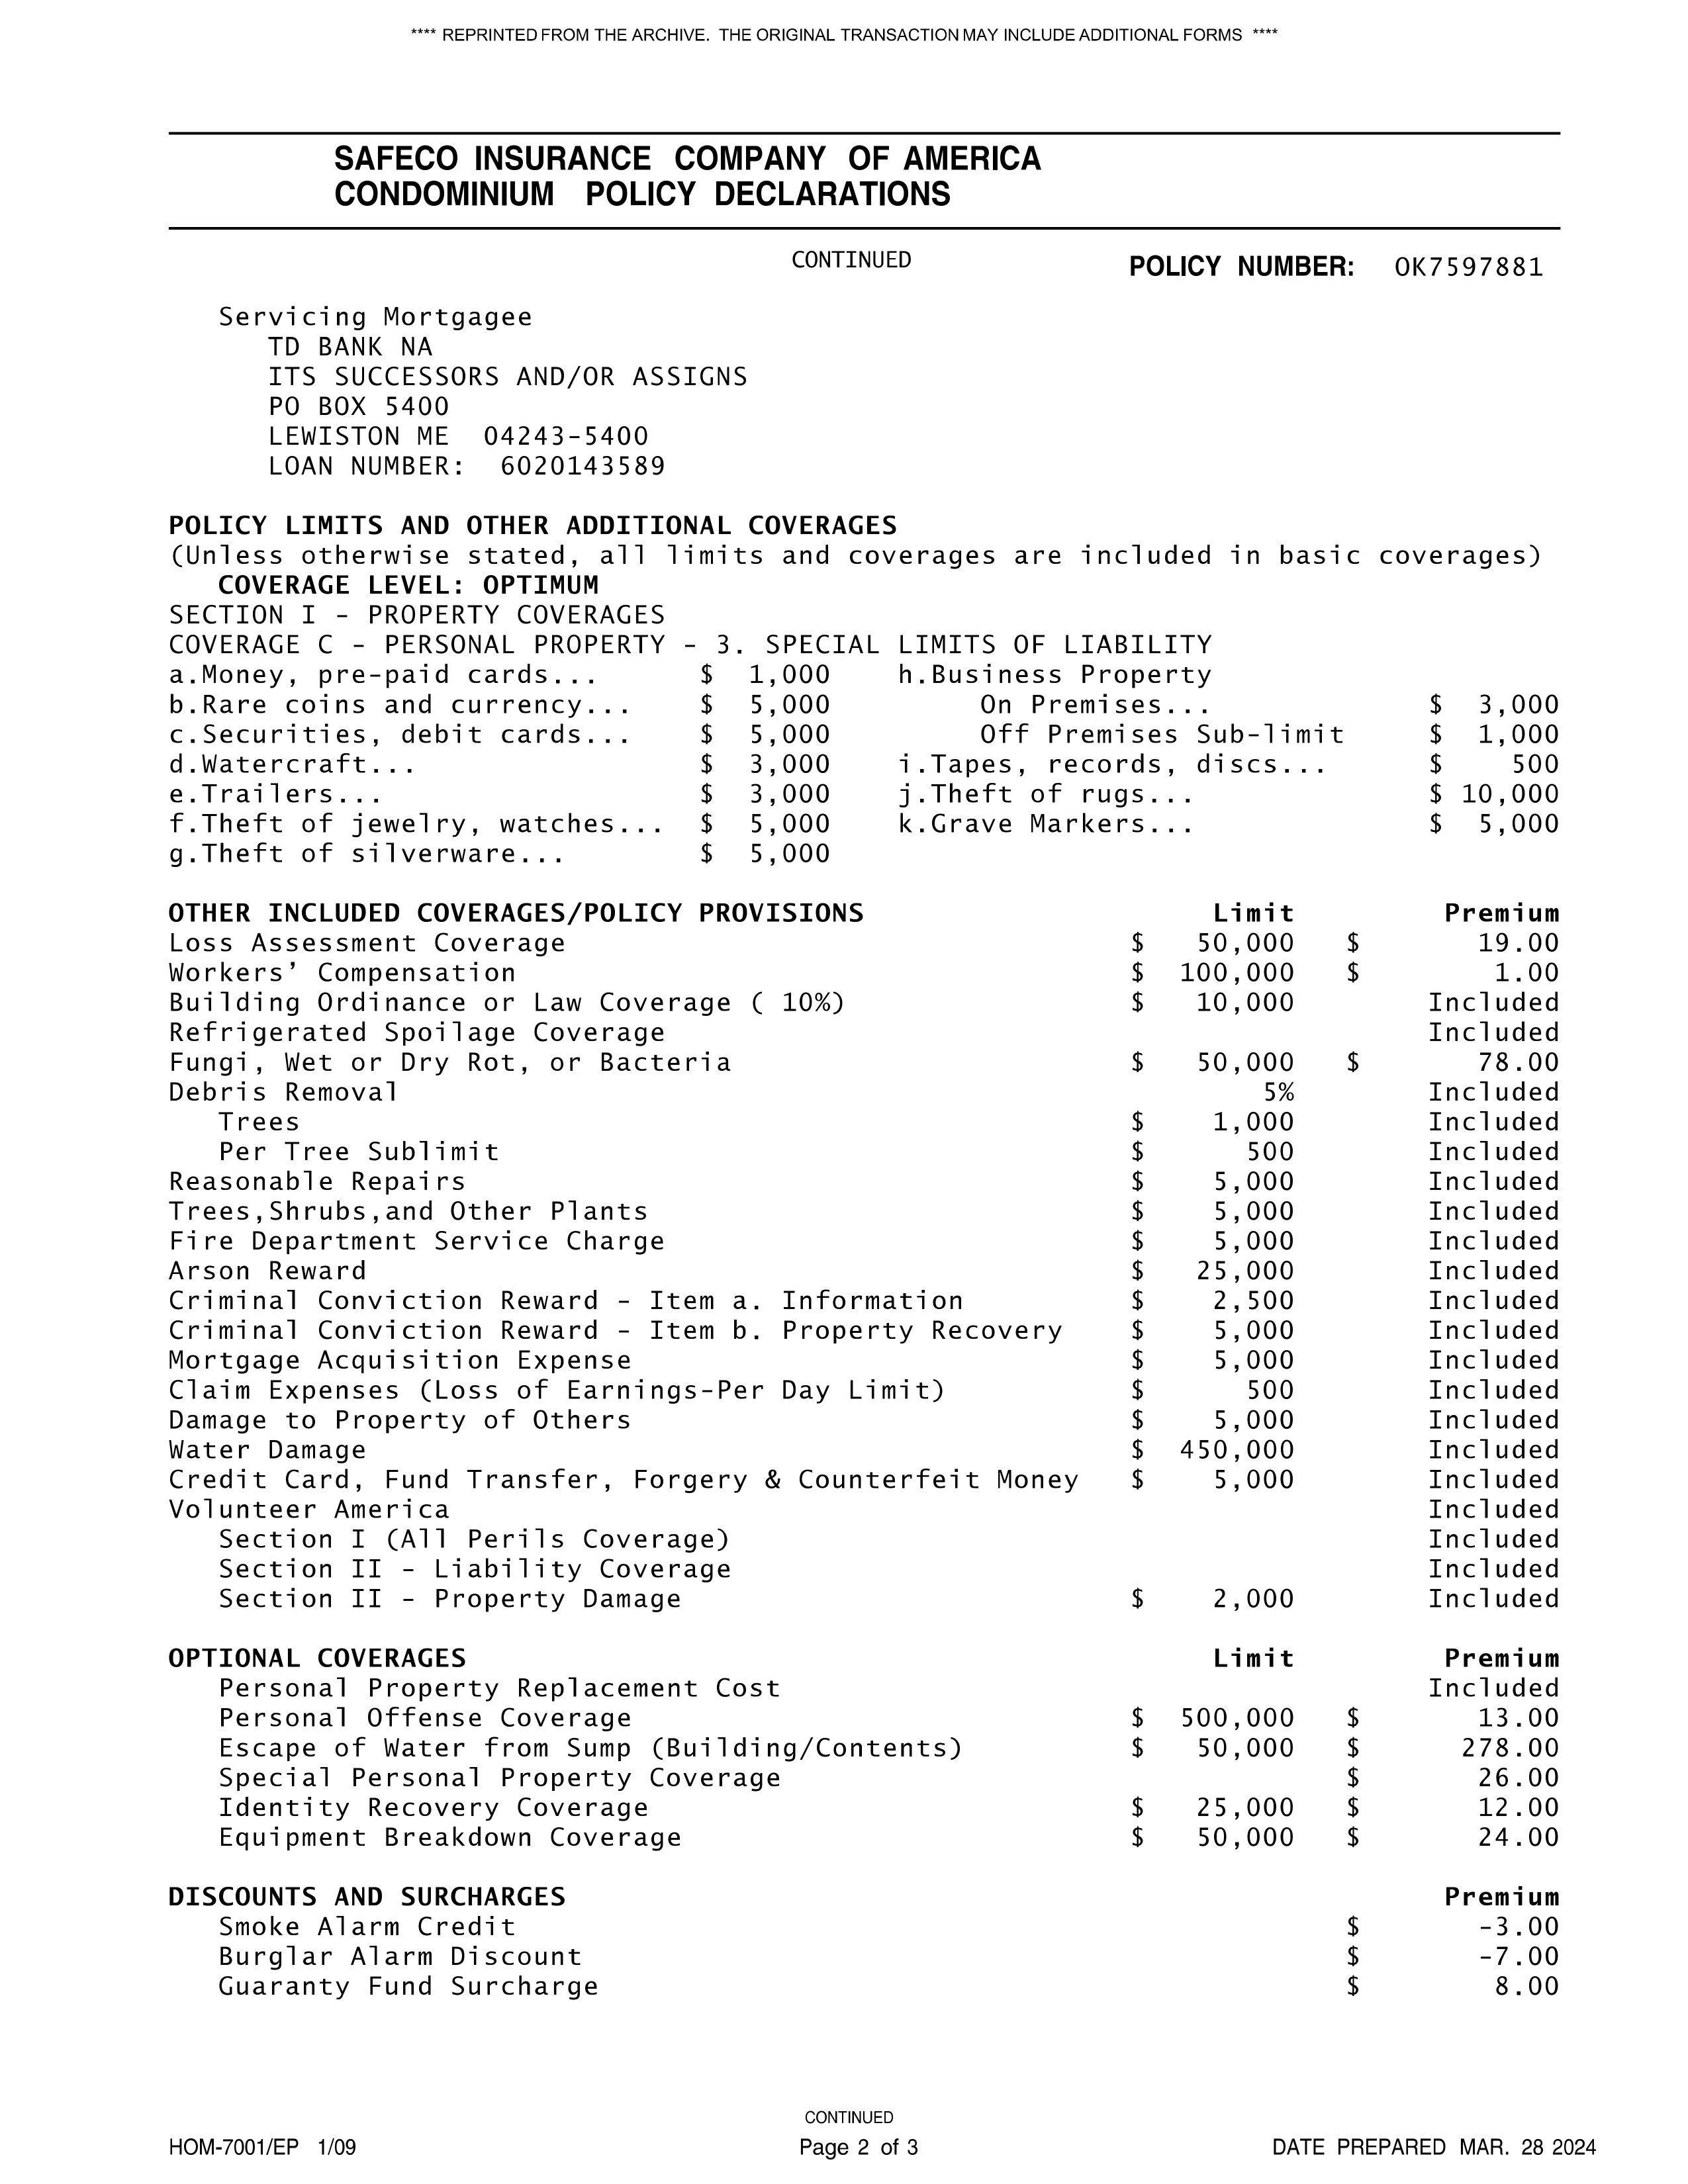 **** REPRINTED FROM THE ARCHIVE. THE ORIGINAL TRANSACTION MAY INCLUDE ADDITIONAL FORMS ****
SAFECO INSURANCE COMPANY OF AMERICA
CONDOMINIUM POLICY DECLARATIONS
CONTINUED POLICY NUMBER: OK7597881
Servicing Mortgagee
TD BANK NA
ITS SUCCESSORS AND/OR ASSIGNS
PO BOX 5400
LEWISTON ME 04243-5400
LOAN NUMBER: 6020143589
POLICY LIMITS AND OTHER ADDITIONAL COVERAGES
(Unless otherwise stated, all limits and coverages are included in basic coverages)
COVERAGE LEVEL: OPTIMUM
SECTION I - PROPERTY COVERAGES
COVERAGE C - PERSONAL PROPERTY - 3. SPECIAL LIMITS OF LIABILITY
a.Money, pre-paid cards... $ 1,000 h.Business Property
b.Rare coins and currency... $ 5,000 On Premises... $ 3,000
c.Securities, debit cards... $ 5,000 Off Premises Sub-limit $ 1,000
d.Watercraft... $ 3,000 i.Tapes, records, discs... $ 500
e.Trailers... $ 3,000 j.Theft of rugs... $ 10,000
f.Theft of jewelry, watches... $ 5,000 k.Grave Markers... $ 5,000
g.Theft of silverware... $ 5,000
OTHER INCLUDED COVERAGES/POLICY PROVISIONS Limit Premium
Loss Assessment Coverage $ 50,000 $ 19.00
Workers' Compensation $ 100,000 $ 1.00
Building Ordinance or Law Coverage ( 10%) $ 10,000 Included
Refrigerated Spoilage Coverage Included
Fungi, Wet or Dry Rot, or Bacteria $ 50,000 $ 78.00
Debris Removal 5% Included
Trees $ 1,000 Included
Per Tree Sublimit $ 500 Included
Reasonable Repairs $ 5,000 Included
Trees,Shrubs,and Other Plants $ 5,000 Included
Fire Department Service Charge $ 5,000 Included
Arson Reward $ 25,000 Included
Criminal Conviction Reward - Item a. Information $ 2,500 Included
Criminal Conviction Reward - Item b. Property Recovery $ 5,000 Included
Mortgage Acquisition Expense $ 5,000 Included
Claim Expenses (Loss of Earnings-Per Day Limit) $ 500 Included
Damage to Property of Others $ 5,000 Included
Water Damage $ 450,000 Included
Credit Card, Fund Transfer, Forgery & Counterfeit Money $ 5,000 Included
Volunteer America Included
Section I (All Perils Coverage) Included
Section II - Liability Coverage Included
Section II - Property Damage $ 2,000 Included
OPTIONAL COVERAGES Limit Premium
Personal Property Replacement Cost Included
Personal Offense Coverage $ 500,000 $ 13.00
Escape of Water from Sump (Building/Contents) $ 50,000 $ 278.00
Special Personal Property Coverage $ 26.00
Identity Recovery Coverage $ 25,000 $ 12.00
Equipment Breakdown Coverage $ 50,000 $ 24.00
DISCOUNTS AND SURCHARGES Premium
Smoke Alarm Credit $ -3.00
Burglar Alarm Discount $ -7.00
Guaranty Fund Surcharge $ 8.00
CONTINUED
HOM-7001/EP 1/09 Page 2 of 3 DATE PREPARED MAR. 28 2024